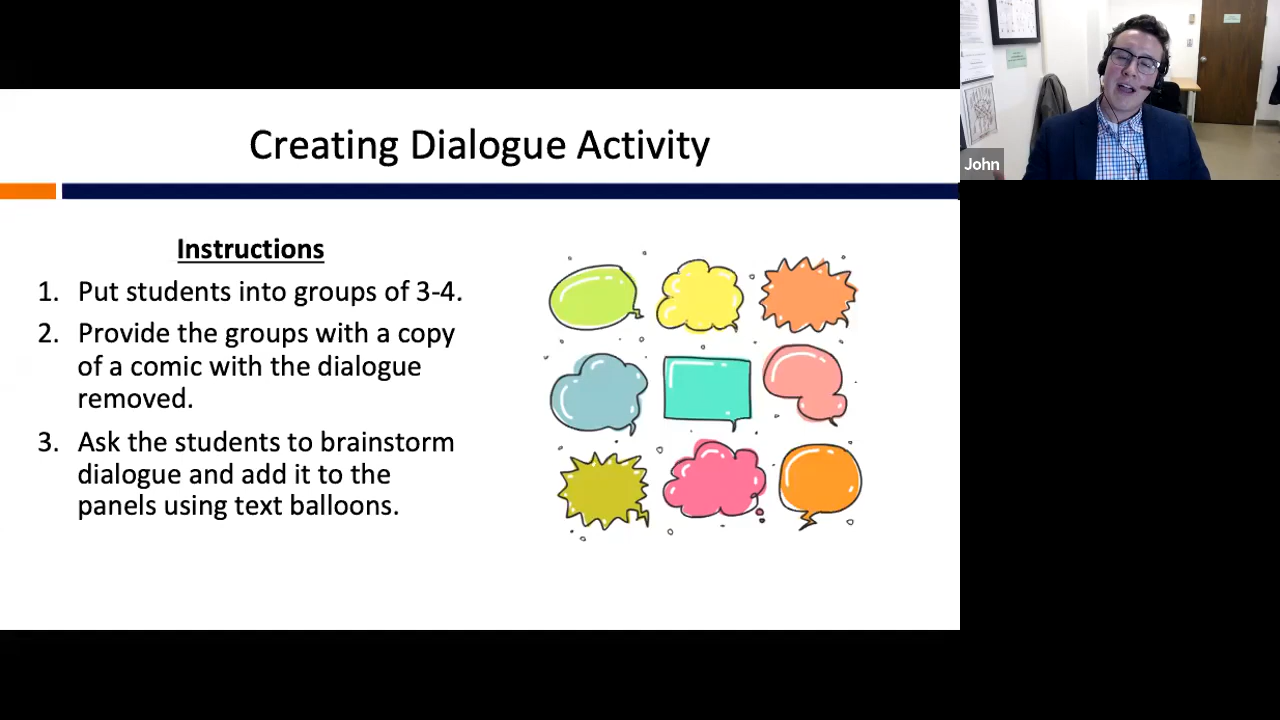 Creating Dialogue Activity
Instructions
1. Put students into groups of 3-4.
2. Provide the groups with a copy
of a comic with the dialogue
removed.
3. Ask the students to brainstorm
dialogue and add it to the
panels using text balloons.
John